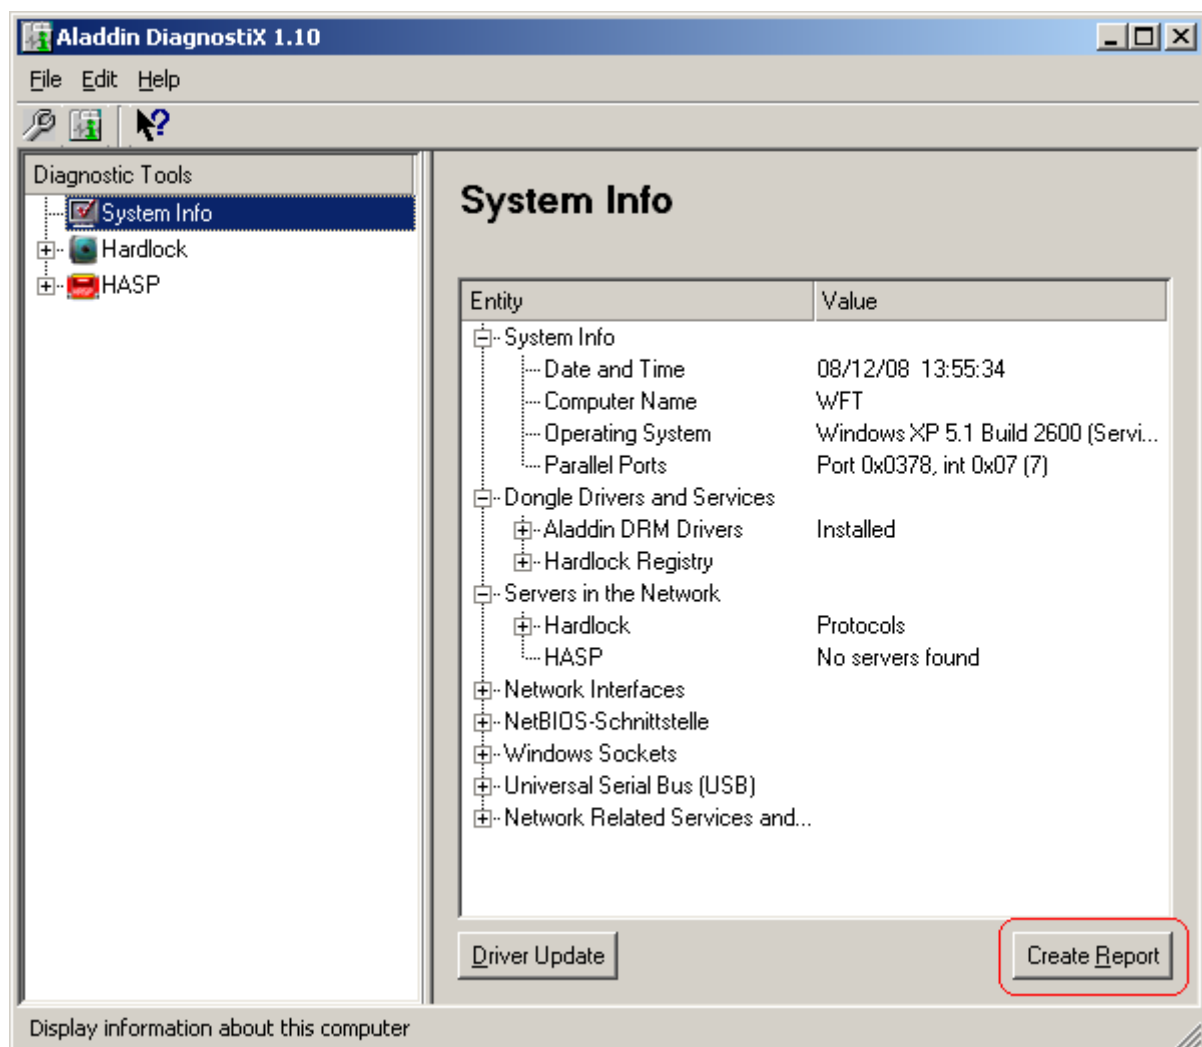 Aladdin DiagnostiX 1.10
File Edit Help
Diagnostic Tools
System Info
Hardlock
HASP
System Info
Entity Value
System Info
Date and Time 08/12/08 13:55:34
Computer Name WFT
Operating System Windows XP 5.1 Build 2600 (Servi...
Parallel Ports Port 0x0378, int 0x07 (7)
Dongle Drivers and Services
Aladdin DRM Drivers Installed
Hardlock Registry
Servers in the Network
Hardlock Protocols
HASP No servers found
Network Interfaces
NetBIOS-Schnittstelle
Windows Sockets
Universal Serial Bus (USB)
Network Related Services and...
Driver Update Create Report
Display information about this computer